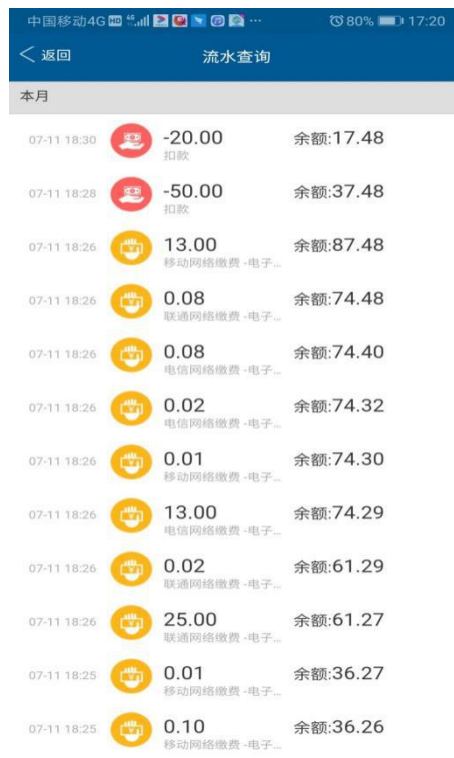 中国移动4G HD 46 80% 17:20
返回 流水查询
本月
07-11 18:30 -20.00 余额:17.48
扣款
07-11 18:28 -50.00 余额:37.48
扣款
07-11 18:26 13.00 余额:87.48
移动网络缴费 -电子...
07-11 18:26 0.08 余额:74.48
联通网络缴费 -电子...
07-11 18:26 0.08 余额:74.40
电信网络缴费 -电子...
07-11 18:26 0.02 余额:74.32
电信网络缴费 -电子...
07-11 18:26 0.01 余额:74.30
移动网络缴费 -电子...
07-11 18:26 13.00 余额:74.29
电信网络缴费 -电子...
07-11 18:26 0.02 余额:61.29
联通网络缴费 -电子...
07-11 18:26 25.00 余额:61.27
联通网络缴费 -电子...
07-11 18:25 0.01 余额:36.27
移动网络缴费 -电子...
07-11 18:25 0.10 余额:36.26
移动网络缴费 -电子...